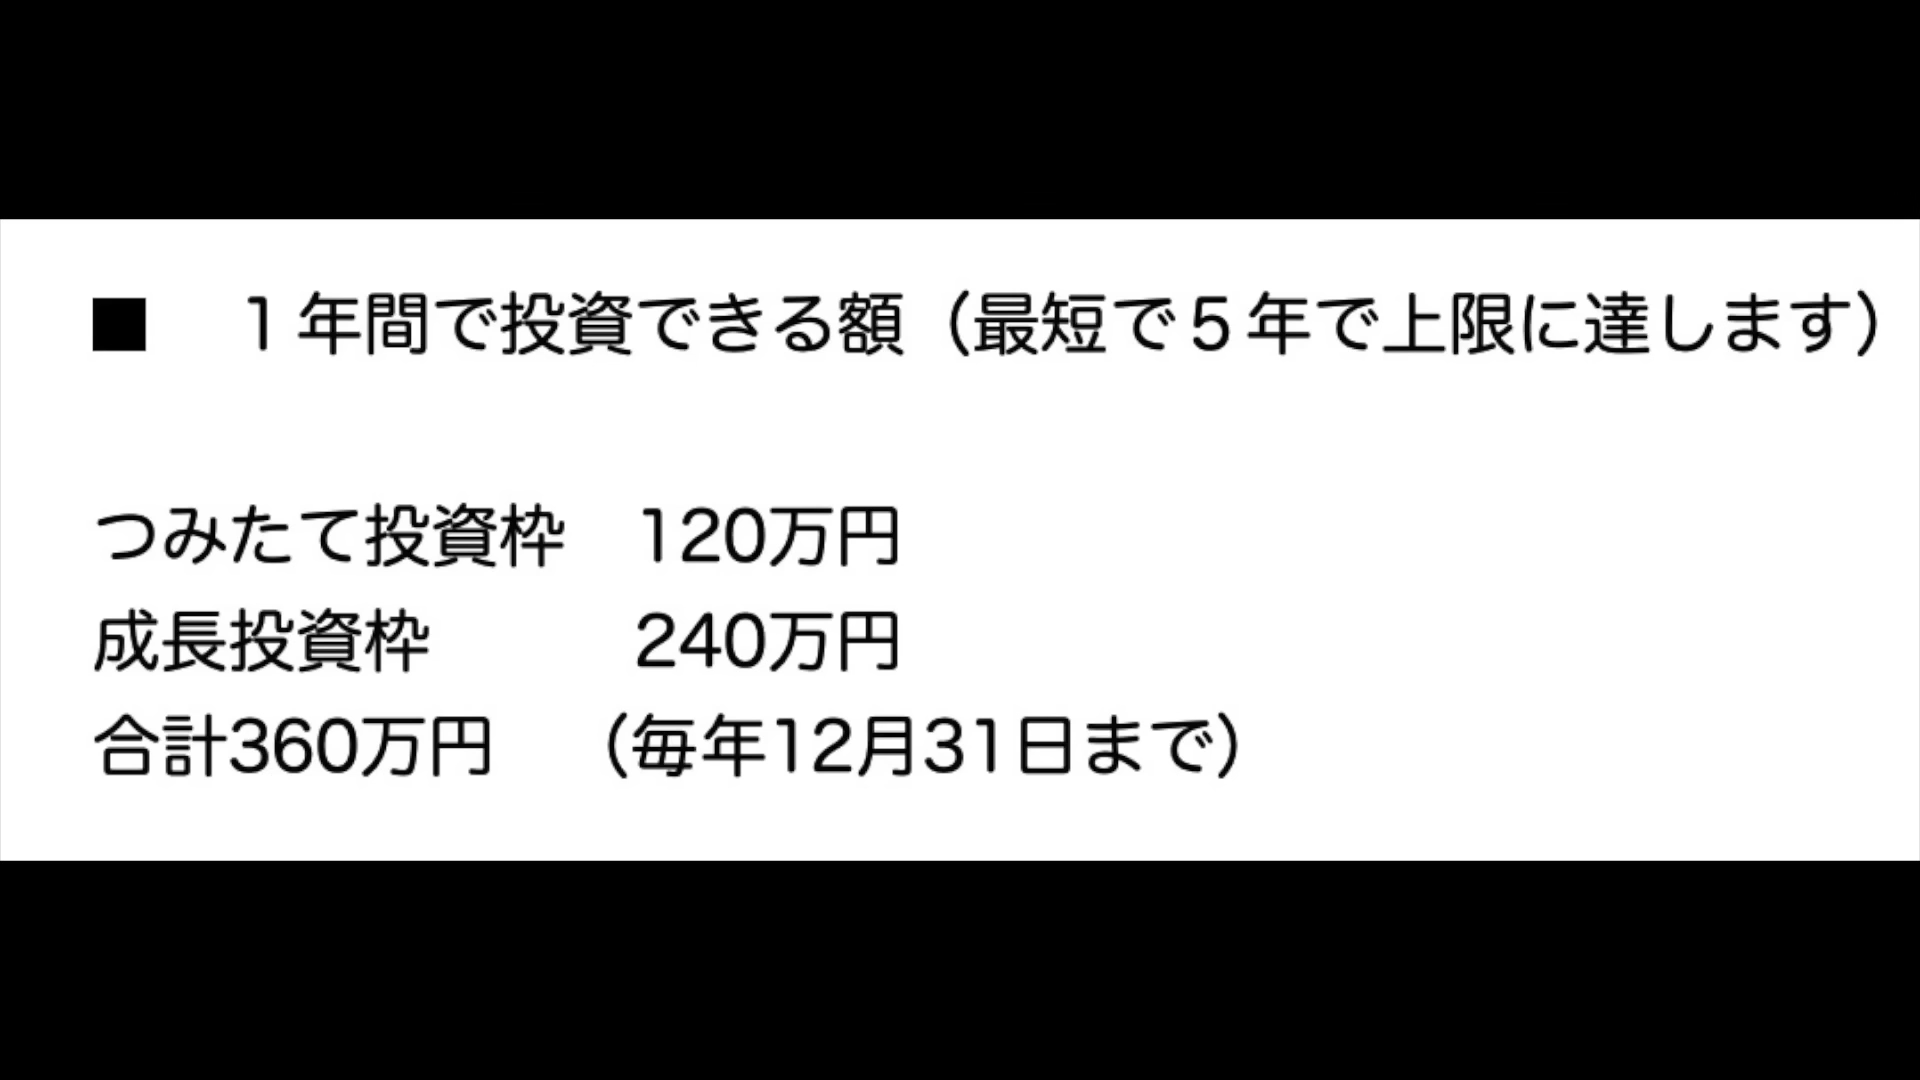 ■　１年間で投資できる額（最短で５年で上限に達します）
つみたて投資枠　120万円
成長投資枠　　　240万円
合計360万円　（毎年12月31日まで）